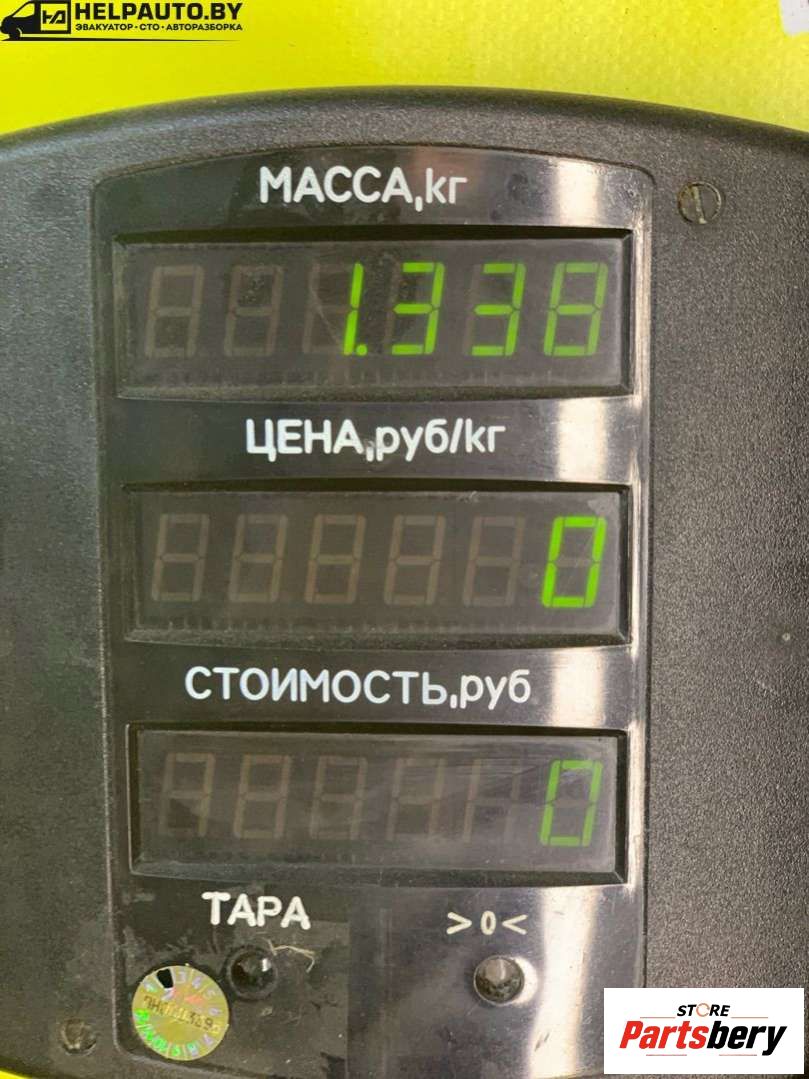 HELPAUTO.BY
ЭВАКУАТОР • СТО • АВТОРАЗБОРКА
МАССА,кг
1.338
ЦЕНА,руб/кг
0
СТОИМОСТЬ,руб
0
ТАРА >0<
STORE
Partsbery